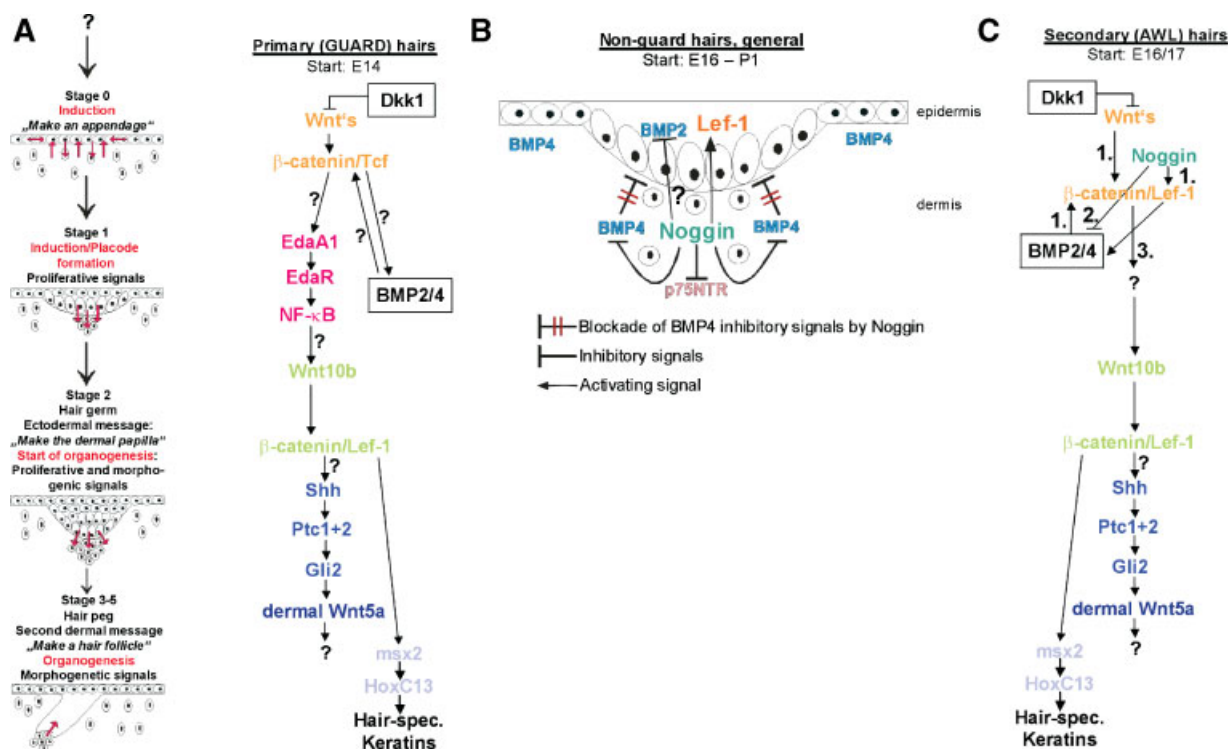 A
?
Stage 0
Induction
„Make an appendage“
Stage 1
Induction/Placode
formation
Proliferative signals
Stage 2
Hair germ
Ectodermal message:
„Make the dermal papilla“
Start of organogenesis:
Proliferative and morpho-
genic signals
Stage 3-5
Hair peg
Second dermal message
„Make a hair follicle“
Organogenesis
Morphogenetic signals
Primary (GUARD) hairs
Start: E14
Dkk1
Wnt‘s
β-catenin/Tcf
?
?
?
EdaA1
EdaR
NF-κB
BMP2/4
?
Wnt10b
β-catenin/Lef-1
?
Shh
Ptc1+2
Gli2
dermal Wnt5a
?
msx2
HoxC13
Hair-spec.
Keratins
B
Non-guard hairs, general
Start: E16 – P1
epidermis
BMP4
BMP2
Lef-1
BMP4
dermis
?
BMP4
Noggin
BMP4
p75NTR
Blockade of BMP4 inhibitory signals by Noggin
Inhibitory signals
Activating signal
C
Secondary (AWL) hairs
Start: E16/17
Dkk1
Wnt‘s
1.
Noggin
1.
β-catenin/Lef-1
1.
2.
BMP2/4
3.
?
Wnt10b
β-catenin/Lef-1
?
Shh
Ptc1+2
Gli2
dermal Wnt5a
?
msx2
HoxC13
Hair-spec.
Keratins